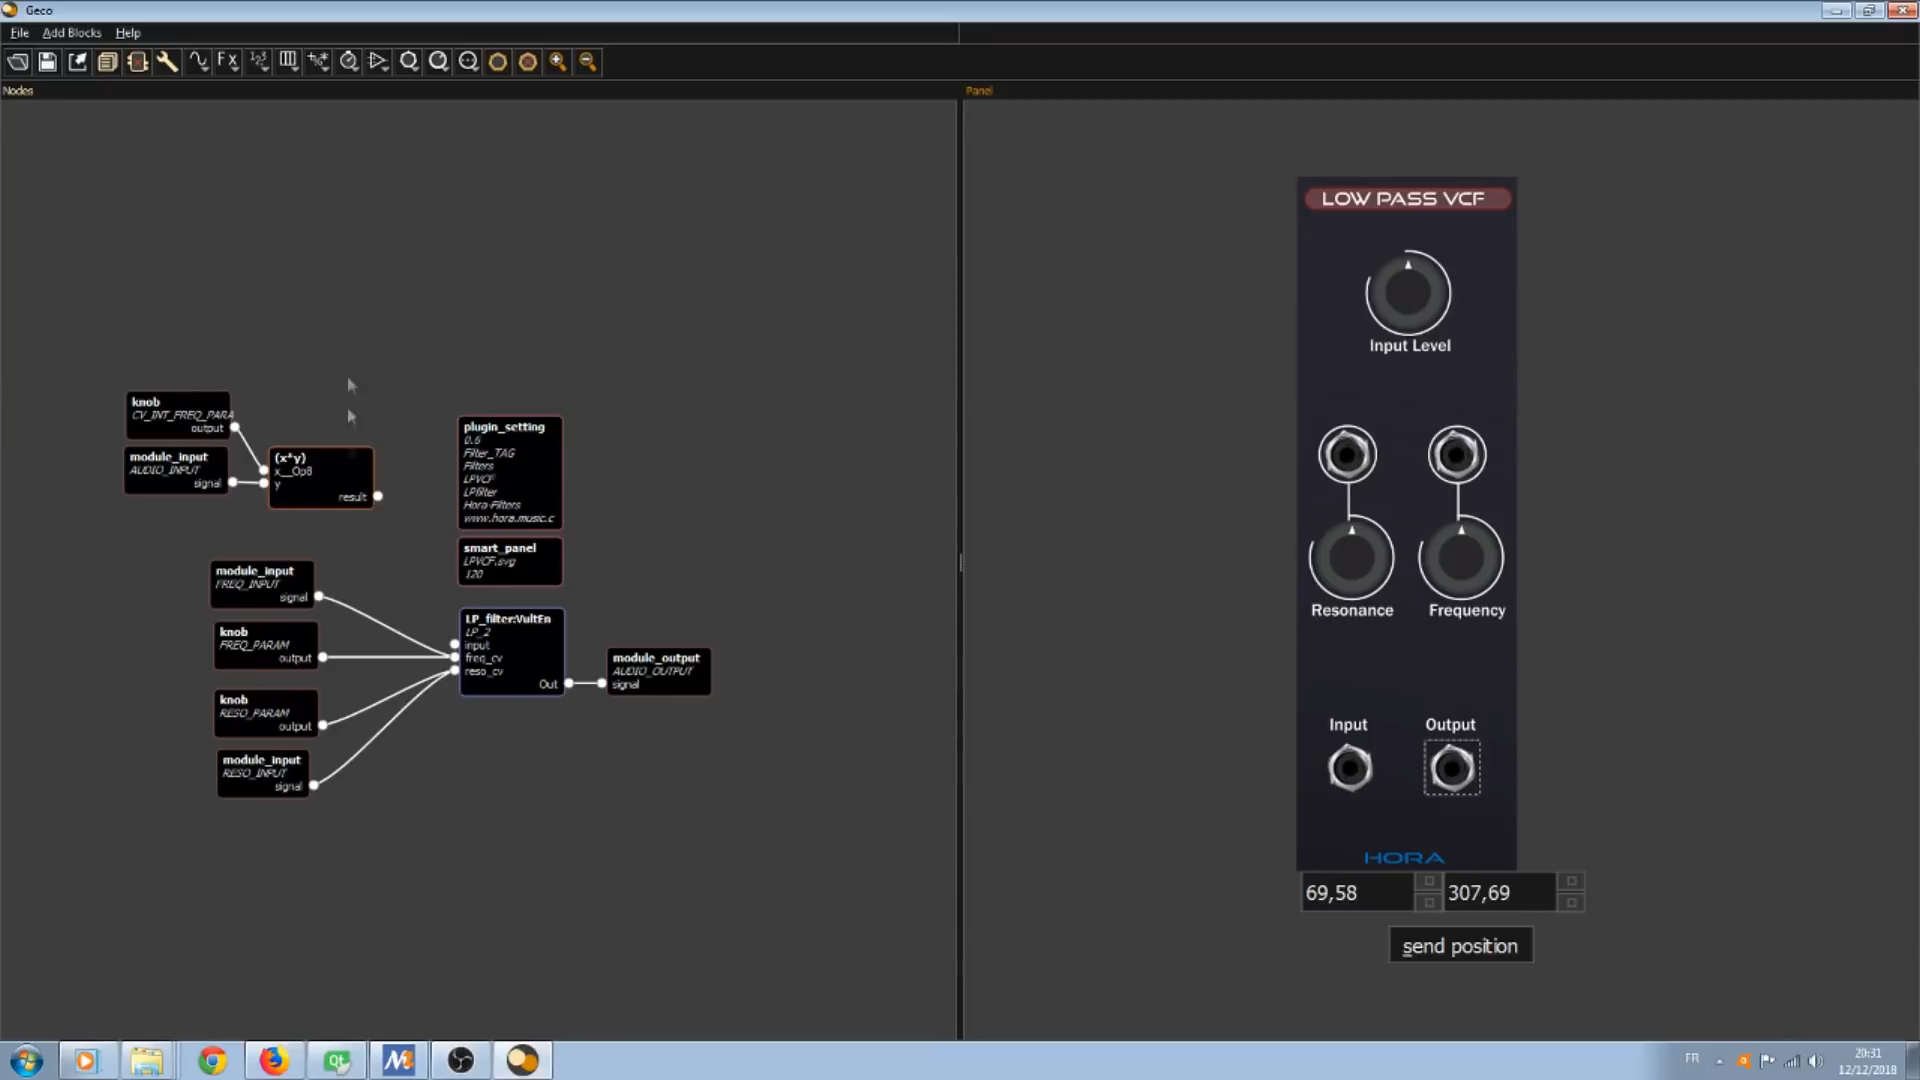 Geco
File Add Blocks Help
Fx
Nodes
Panel
LOW PASS VCF
Input Level
Resonance
Frequency
Input
Output
HORA
69,58
307,69
send position
knob
CV_INT_FREQ_PARA
output
module_input
AUDIO_INPUT
signal
(x*y)
x__Op8
y
result
plugin_setting
0.6
Filter_TAG
Filters
LPVCF
LPfilter
Hora-Filters
www.hora.music.c
smart_panel
LPVCF.svg
120
module_input
FREQ_INPUT
signal
knob
FREQ_PARAM
output
knob
RESO_PARAM
output
module_input
RESO_INPUT
signal
LP_filter:VultEn
LP_2
input
freq_cv
reso_cv
Out
module_output
AUDIO_OUTPUT
signal
FR
20:31
12/12/2018